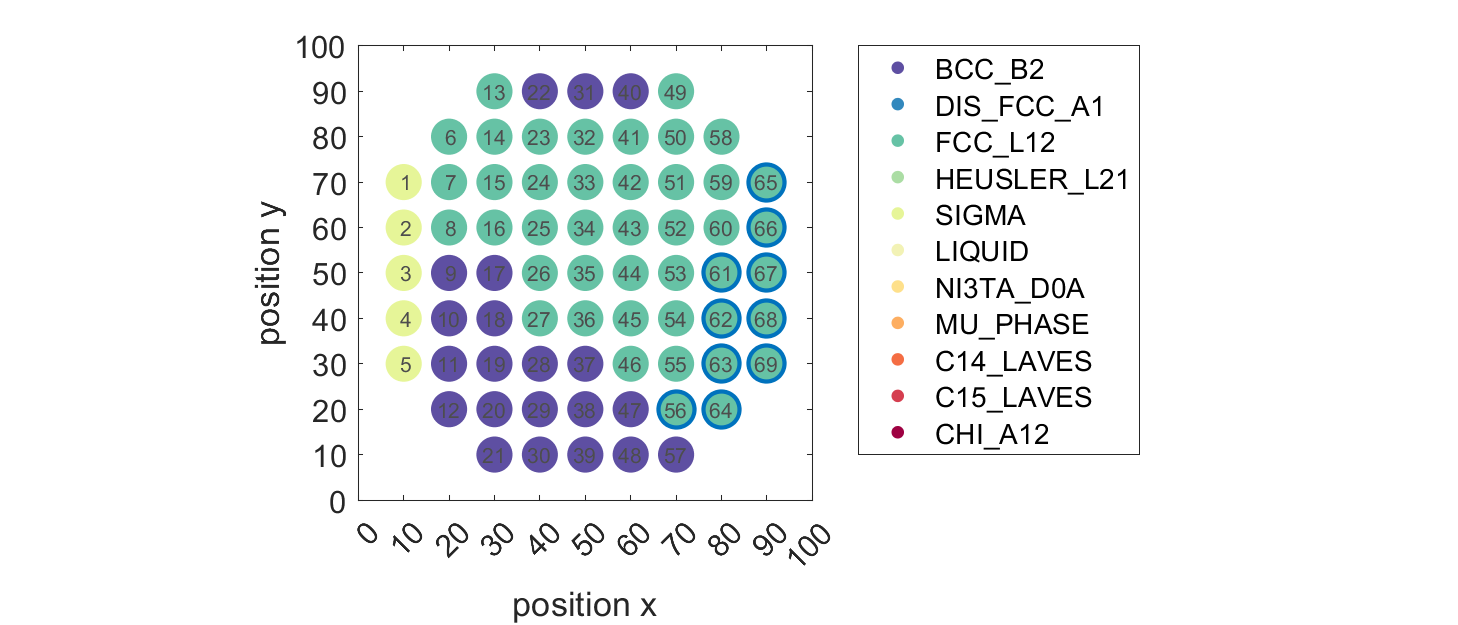 100
90
80
70
60
50
40
30
20
10
0
position y
13 22 31 40 49
6 14 23 32 41 50 58
1 7 15 24 33 42 51 59 65
2 8 16 25 34 43 52 60 66
3 9 17 26 35 44 53 61 67
4 10 18 27 36 45 54 62 68
5 11 19 28 37 46 55 63 69
12 20 29 38 47 56 64
21 30 39 48 57
0 10 20 30 40 50 60 70 80 90 100
position x
BCC_B2
DIS_FCC_A1
FCC_L12
HEUSLER_L21
SIGMA
LIQUID
NI3TA_D0A
MU_PHASE
C14_LAVES
C15_LAVES
CHI_A12